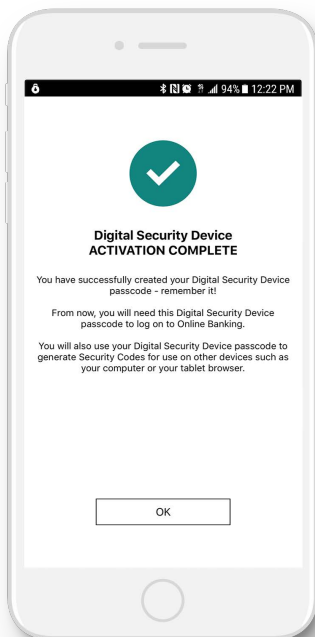 94% 12:22 PM
Digital Security Device
ACTIVATION COMPLETE
You have successfully created your Digital Security Device
passcode - remember it!
From now, you will need this Digital Security Device
passcode to log on to Online Banking.
You will also use your Digital Security Device passcode to
generate Security Codes for use on other devices such as
your computer or your tablet browser.
OK